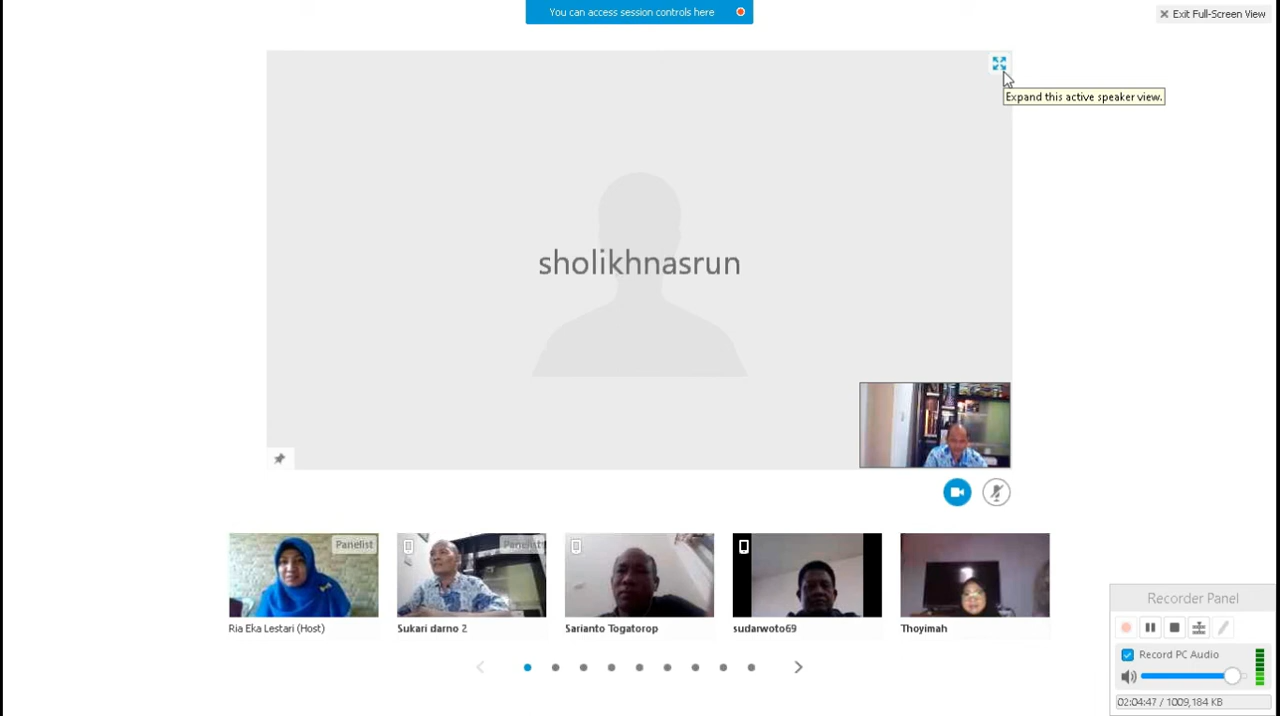 You can access session controls here
Exit Full-Screen View
Expand this active speaker view.
sholikhnasrun
Panelist
Panelist
Ria Eka Lestari (Host)
Sukari darno 2
Sarianto Togatorop
sudarwoto69
Thoyimah
Recorder Panel
Record PC Audio
02:04:47 / 1009,184 KB